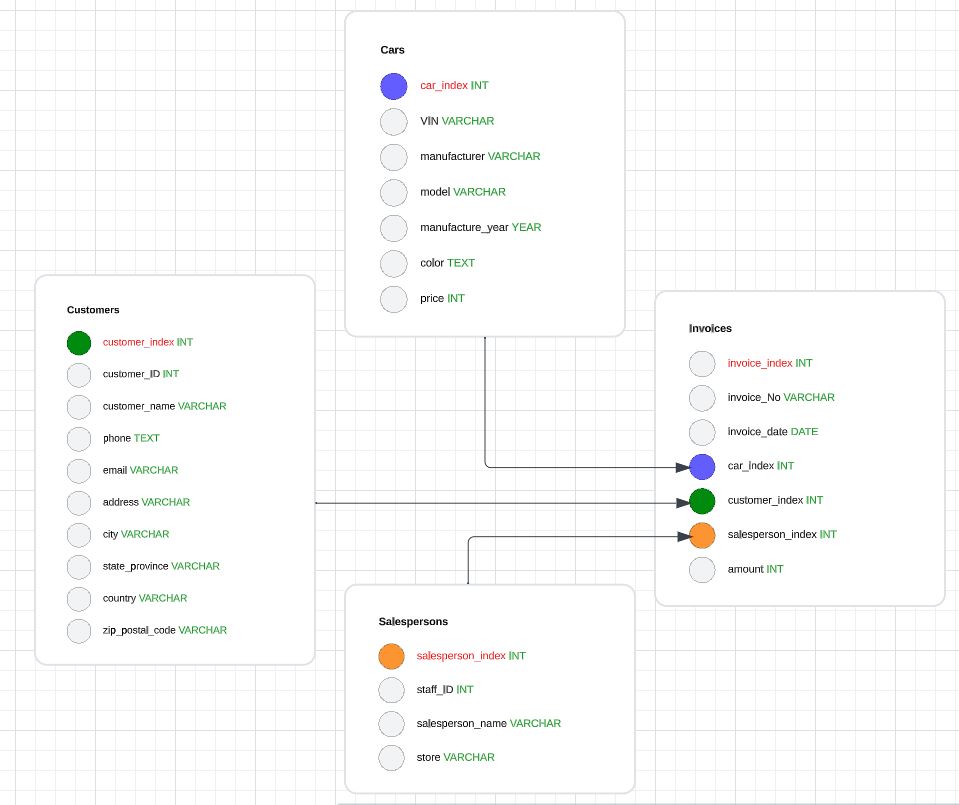 Cars
car_index INT
VIN VARCHAR
manufacturer VARCHAR
model VARCHAR
manufacture_year YEAR
color TEXT
price INT
Customers
customer_index INT
customer_ID INT
customer_name VARCHAR
phone TEXT
email VARCHAR
address VARCHAR
city VARCHAR
state_province VARCHAR
country VARCHAR
zip_postal_code VARCHAR
Invoices
invoice_index INT
invoice_No VARCHAR
invoice_date DATE
car_index INT
customer_index INT
salesperson_index INT
amount INT
Salespersons
salesperson_index INT
staff_ID INT
salesperson_name VARCHAR
store VARCHAR